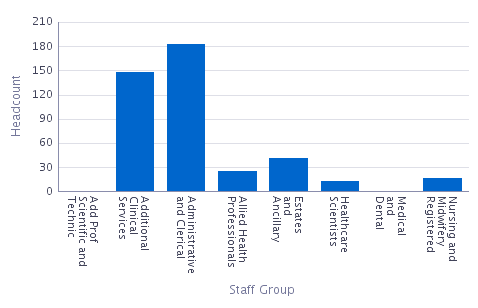 210
180
150
120
90
60
30
0
Headcount
Add Prof
Scientific and
Technic
Additional
Clinical
Services
Administrative
and Clerical
Allied Health
Professionals
Estates
and
Ancillary
Healthcare
Scientists
Medical
and
Dental
Nursing and
Midwifery
Registered
Staff Group